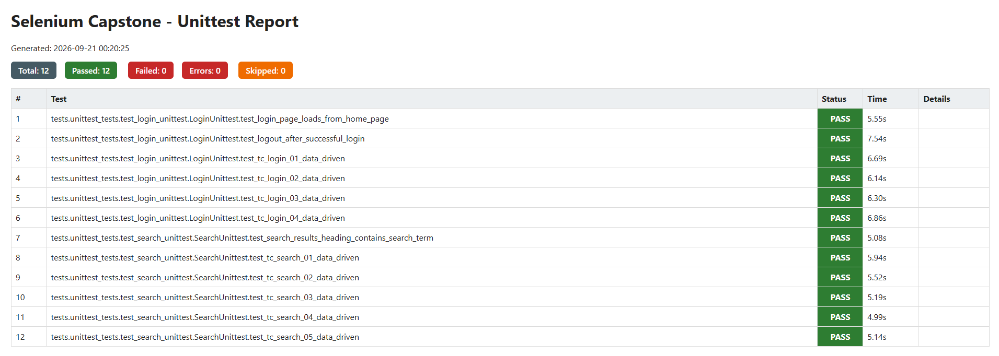 Selenium Capstone - Unittest Report
Generated: 2026-09-21 00:20:25
Total: 12 Passed: 12 Failed: 0 Errors: 0 Skipped: 0
# Test Status Time Details
1 tests.unittest_tests.test_login_unittest.LoginUnittest.test_login_page_loads_from_home_page PASS 5.55s
2 tests.unittest_tests.test_login_unittest.LoginUnittest.test_logout_after_successful_login PASS 7.54s
3 tests.unittest_tests.test_login_unittest.LoginUnittest.test_tc_login_01_data_driven PASS 6.69s
4 tests.unittest_tests.test_login_unittest.LoginUnittest.test_tc_login_02_data_driven PASS 6.14s
5 tests.unittest_tests.test_login_unittest.LoginUnittest.test_tc_login_03_data_driven PASS 6.30s
6 tests.unittest_tests.test_login_unittest.LoginUnittest.test_tc_login_04_data_driven PASS 6.86s
7 tests.unittest_tests.test_search_unittest.SearchUnittest.test_search_results_heading_contains_search_term PASS 5.08s
8 tests.unittest_tests.test_search_unittest.SearchUnittest.test_tc_search_01_data_driven PASS 5.94s
9 tests.unittest_tests.test_search_unittest.SearchUnittest.test_tc_search_02_data_driven PASS 5.52s
10 tests.unittest_tests.test_search_unittest.SearchUnittest.test_tc_search_03_data_driven PASS 5.19s
11 tests.unittest_tests.test_search_unittest.SearchUnittest.test_tc_search_04_data_driven PASS 4.99s
12 tests.unittest_tests.test_search_unittest.SearchUnittest.test_tc_search_05_data_driven PASS 5.14s